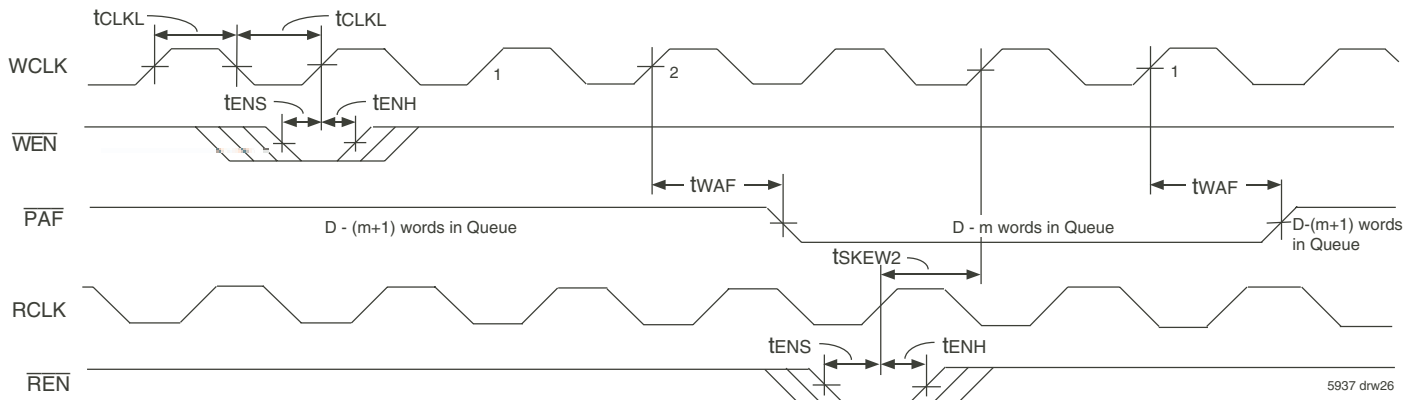 tCLKL tCLKL
WCLK 1 2 1
tENS tENH
WEN
tWAF tWAF
PAF D - (m+1) words in Queue D - m words in Queue D-(m+1) words
in Queue
tSKEW2
RCLK
tENS tENH
REN
5937 drw26